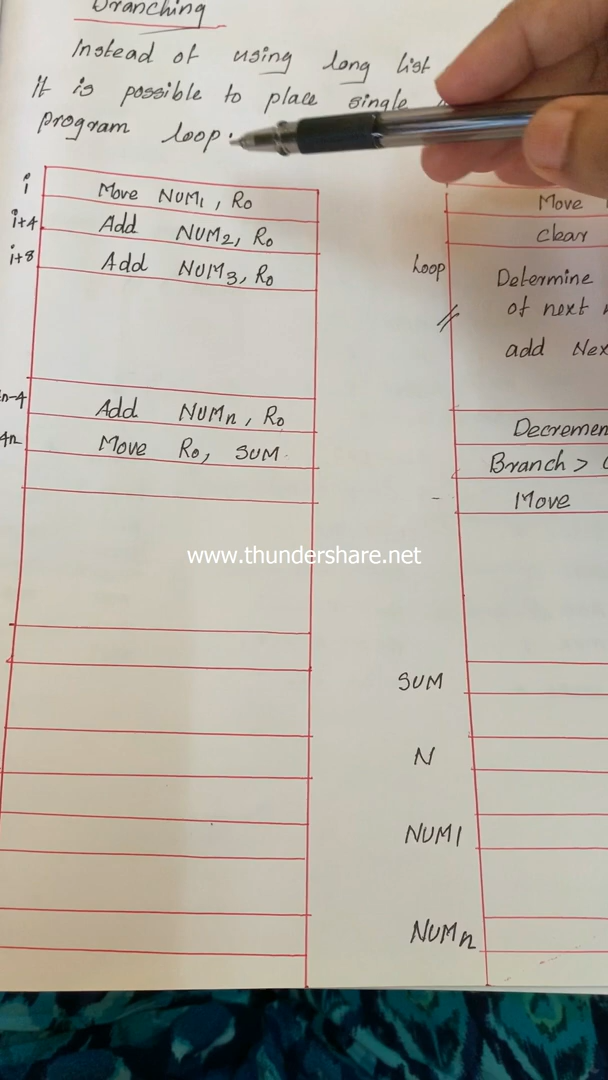 Branching
Instead of using long list
it is possible to place single
program loop.
i Move NUM1, R0
i+4 Add NUM2, R0
i+8 Add NUM3, R0
n-4 Add NUMn, R0
4n Move R0, SUM
Move
Clear
Loop Determine
of next
add Nex
Decremen
Branch >
Move
www.thundershare.net
SUM
N
NUM1
NUMn